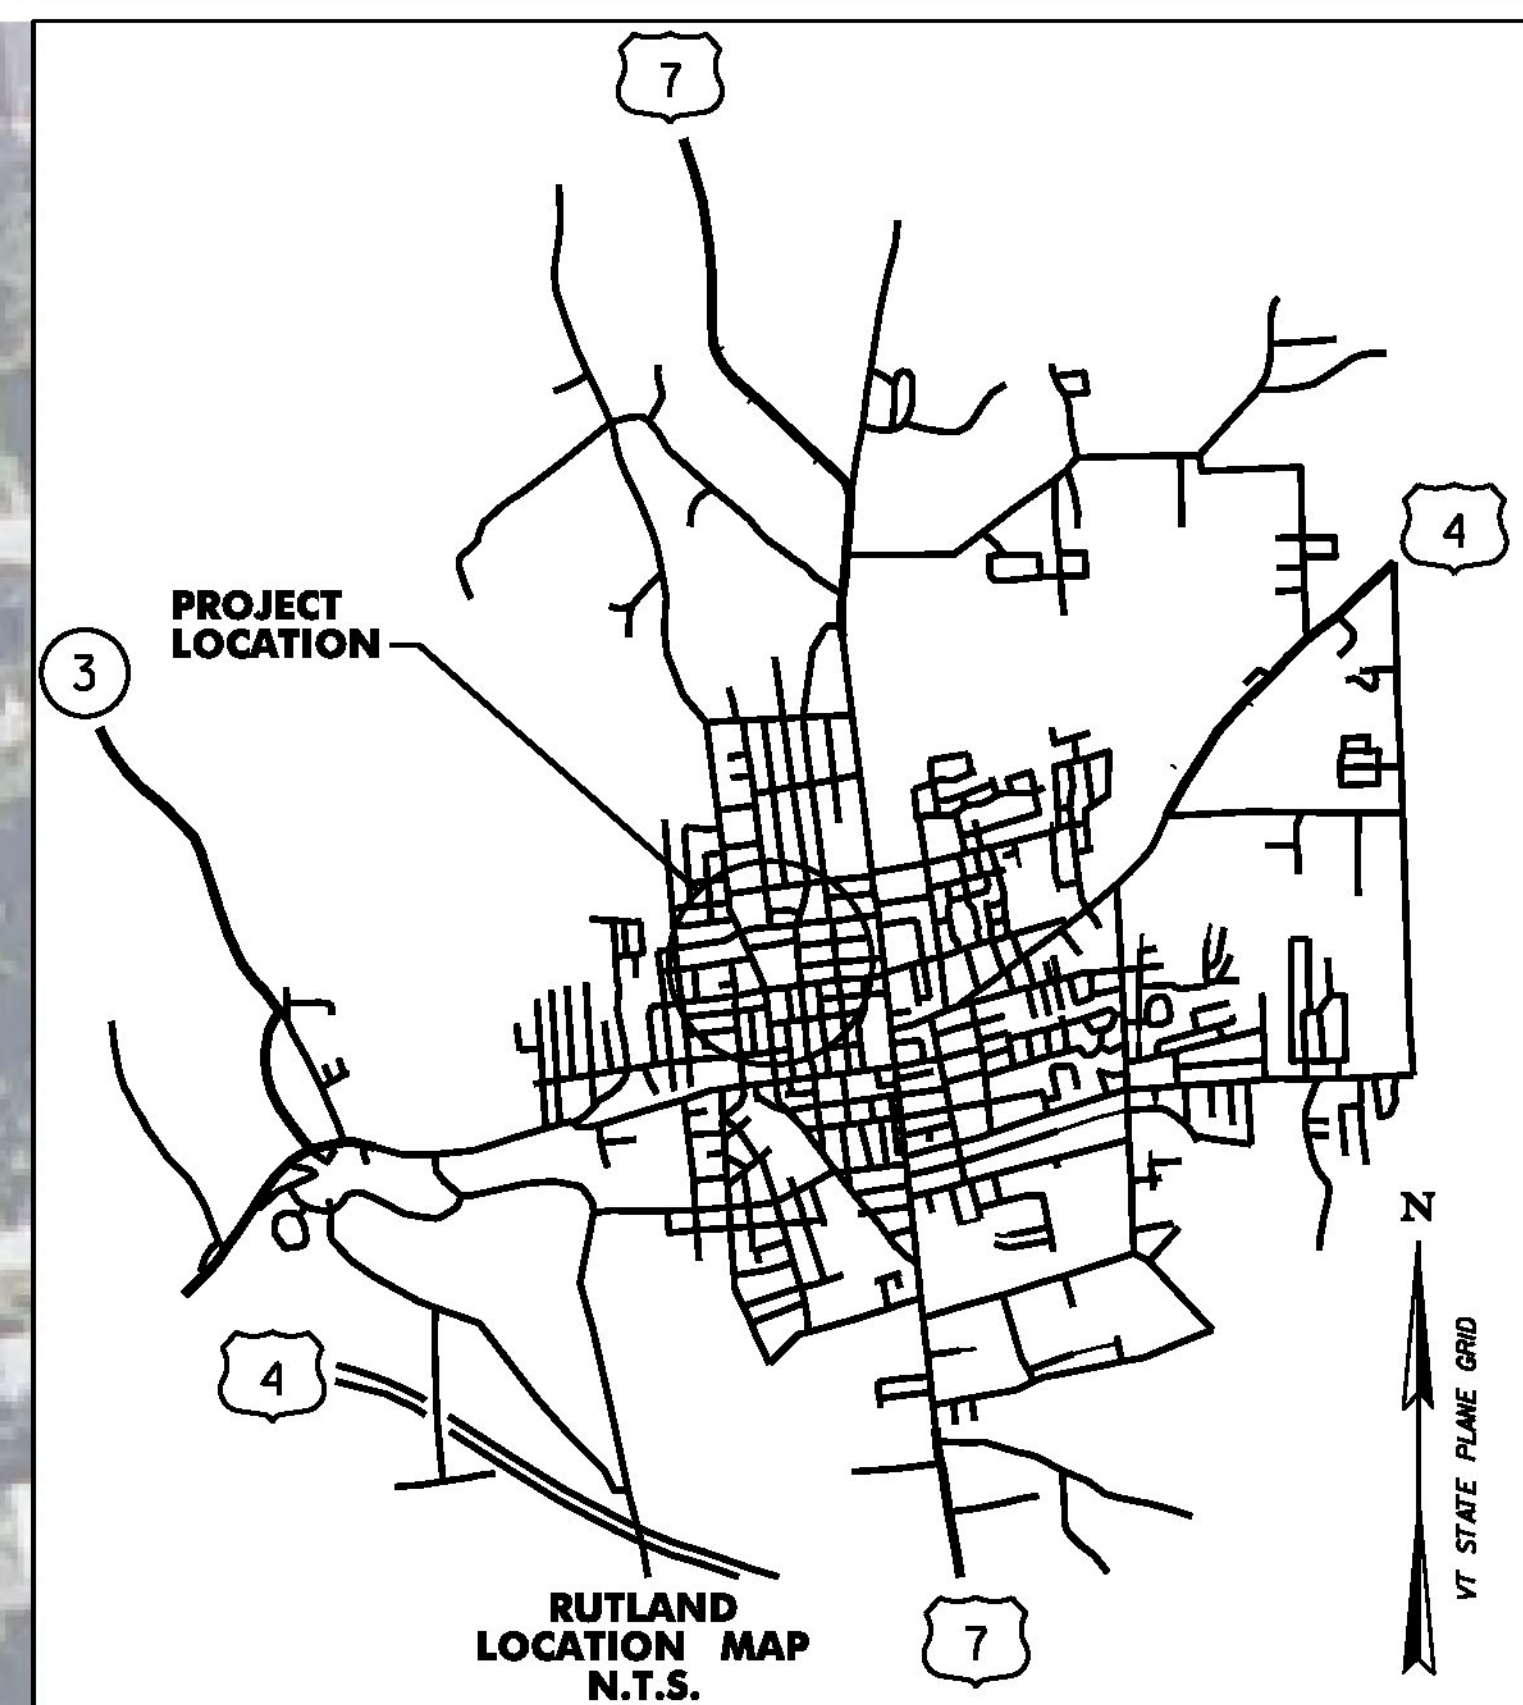 7
4
PROJECT
LOCATION
3
N
4
VT STATE PLANE GRID
RUTLAND
LOCATION MAP
N.T.S.
7